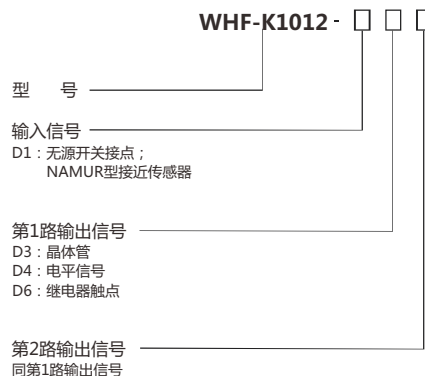 WHF-K1012 - □ □ □
型 号
输入信号
D1：无源开关接点；
NAMUR型接近传感器
第1路输出信号
D3：晶体管
D4：电平信号
D6：继电器触点
第2路输出信号
同第1路输出信号